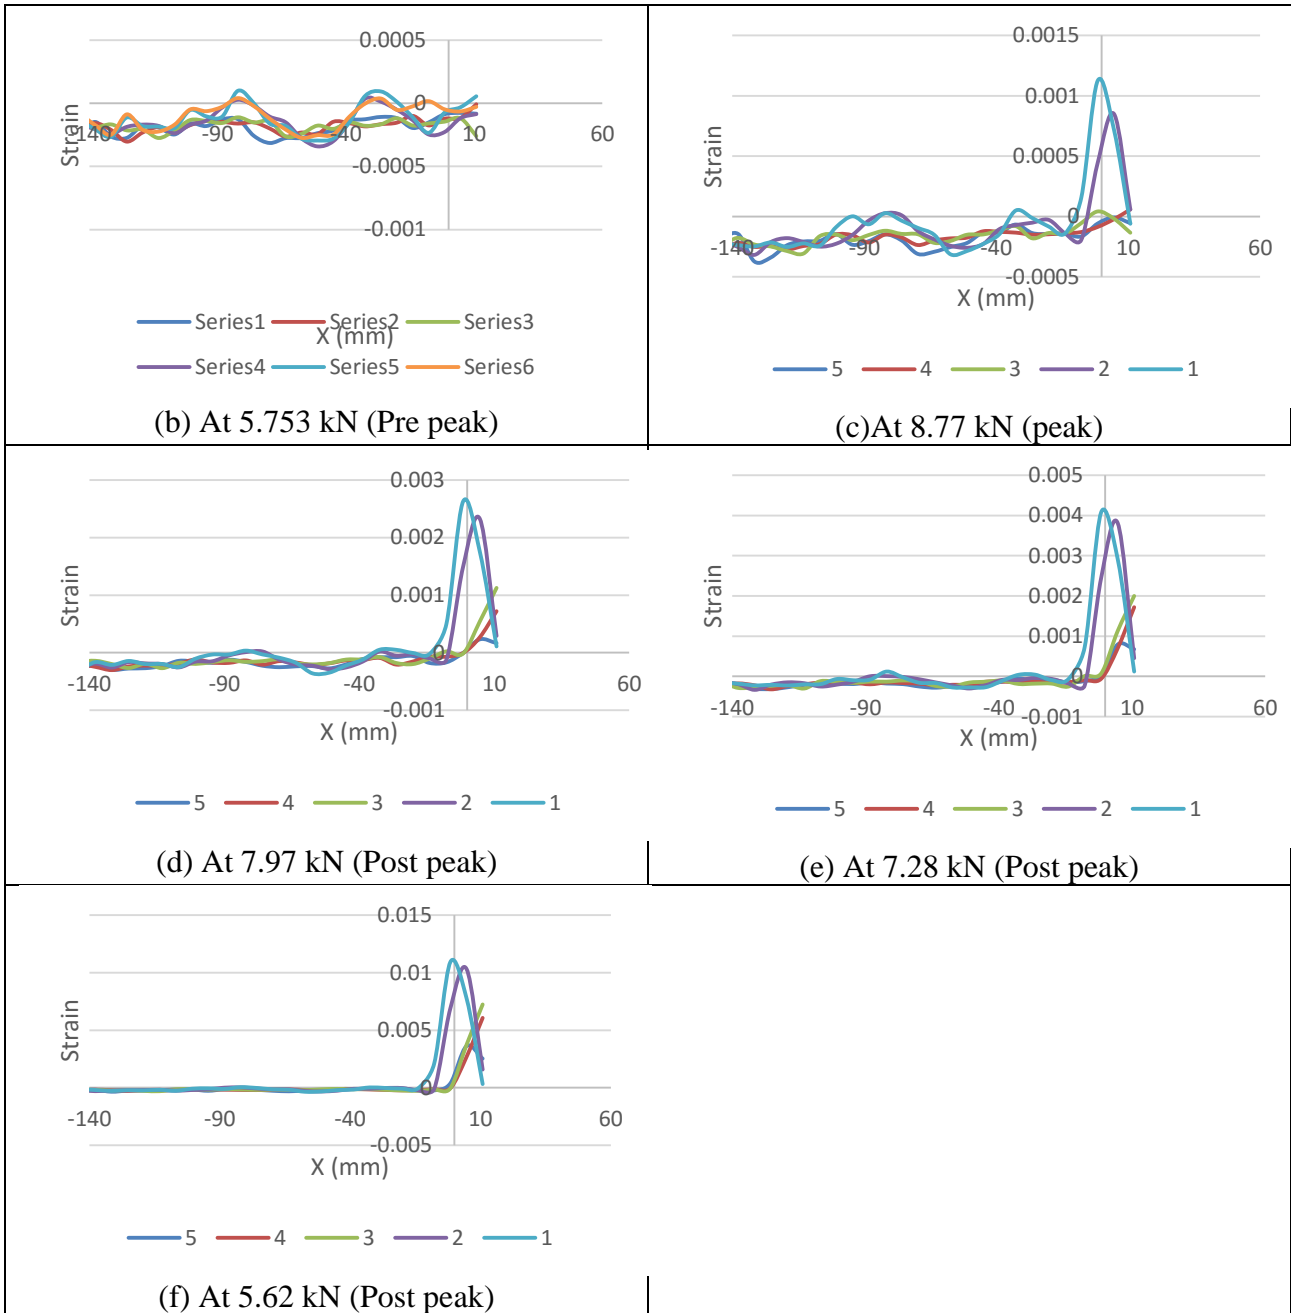 0.0005
0
-140
-90
-40
10
60
-0.0005
-0.001
Strain
X (mm)
Series1 Series2 Series3
Series4 Series5 Series6
(b) At 5.753 kN (Pre peak)
0.0015
0.001
0.0005
0
-140
-90
-40
10
60
-0.0005
Strain
X (mm)
5 4 3 2 1
(c)At 8.77 kN (peak)
0.003
0.002
0.001
0
-140
-90
-40
10
60
-0.001
Strain
X (mm)
5 4 3 2 1
(d) At 7.97 kN (Post peak)
0.005
0.004
0.003
0.002
0.001
0
-140
-90
-40
10
60
-0.001
Strain
X (mm)
5 4 3 2 1
(e) At 7.28 kN (Post peak)
0.015
0.01
0.005
0
-140
-90
-40
10
60
-0.005
Strain
X (mm)
5 4 3 2 1
(f) At 5.62 kN (Post peak)